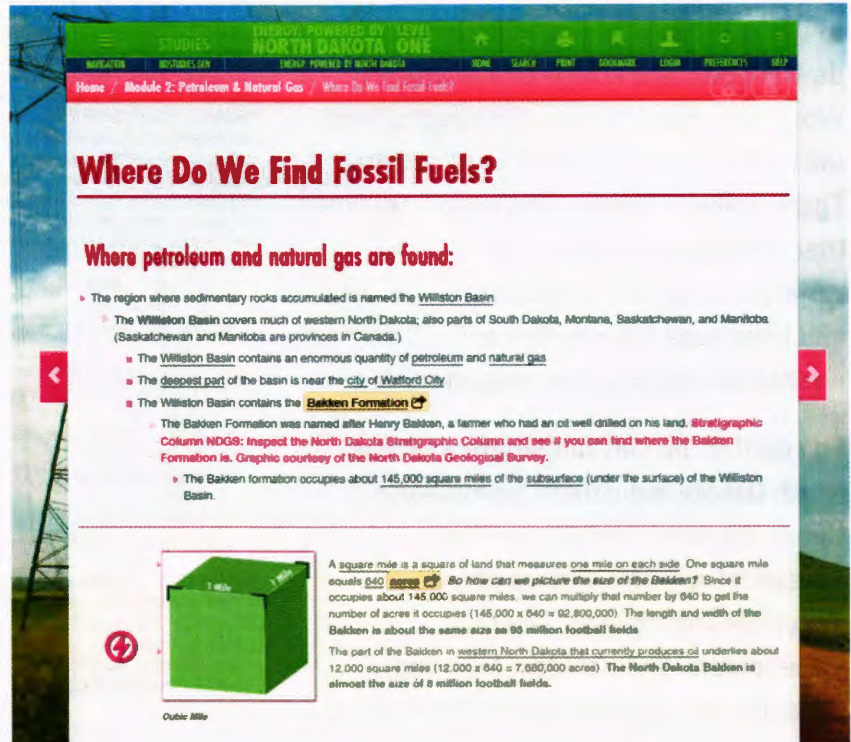 STUDIES
ENERGY: POWERED BY
NORTH DAKOTA
LEVEL
ONE
NAVIGATION
NDSTUDIES.GOV
ENERGY: POWERED BY NORTH DAKOTA
HOME
SEARCH
PRINT
BOOKMARK
LOGIN
PREFERENCES
HELP
Home / Module 2: Petroleum & Natural Gas / Where Do We Find Fossil Fuels?
Where Do We Find Fossil Fuels?
Where petroleum and natural gas are found:
The region where sedimentary rocks accumulated is named the Williston Basin
The Williston Basin covers much of western North Dakota; also parts of South Dakota, Montana, Saskatchewan, and Manitoba
(Saskatchewan and Manitoba are provinces in Canada.)
The Williston Basin contains an enormous quantity of petroleum and natural gas
The deepest part of the basin is near the city of Watford City
The Williston Basin contains the Bakken Formation
The Bakken Formation was named after Henry Bakken, a farmer who had an oil well drilled on his land. Stratigraphic
Column NDGS: Inspect the North Dakota Stratigraphic Column and see if you can find where the Bakken
Formation is. Graphic courtesy of the North Dakota Geological Survey.
The Bakken formation occupies about 145,000 square miles of the subsurface (under the surface) of the Williston
Basin.
1 Mile
1 Mile
Cubic Mile
A square mile is a square of land that measures one mile on each side. One square mile
equals 640 acres So how can we picture the size of the Bakken? Since it
occupies about 145,000 square miles, we can multiply that number by 640 to get the
number of acres it occupies (145,000 x 640 = 92,800,000). The length and width of the
Bakken is about the same size as 93 million football fields.
The part of the Bakken in western North Dakota that currently produces oil underlies about
12,000 square miles (12,000 x 640 = 7,680,000 acres). The North Dakota Bakken is
almost the size of 8 million football fields.